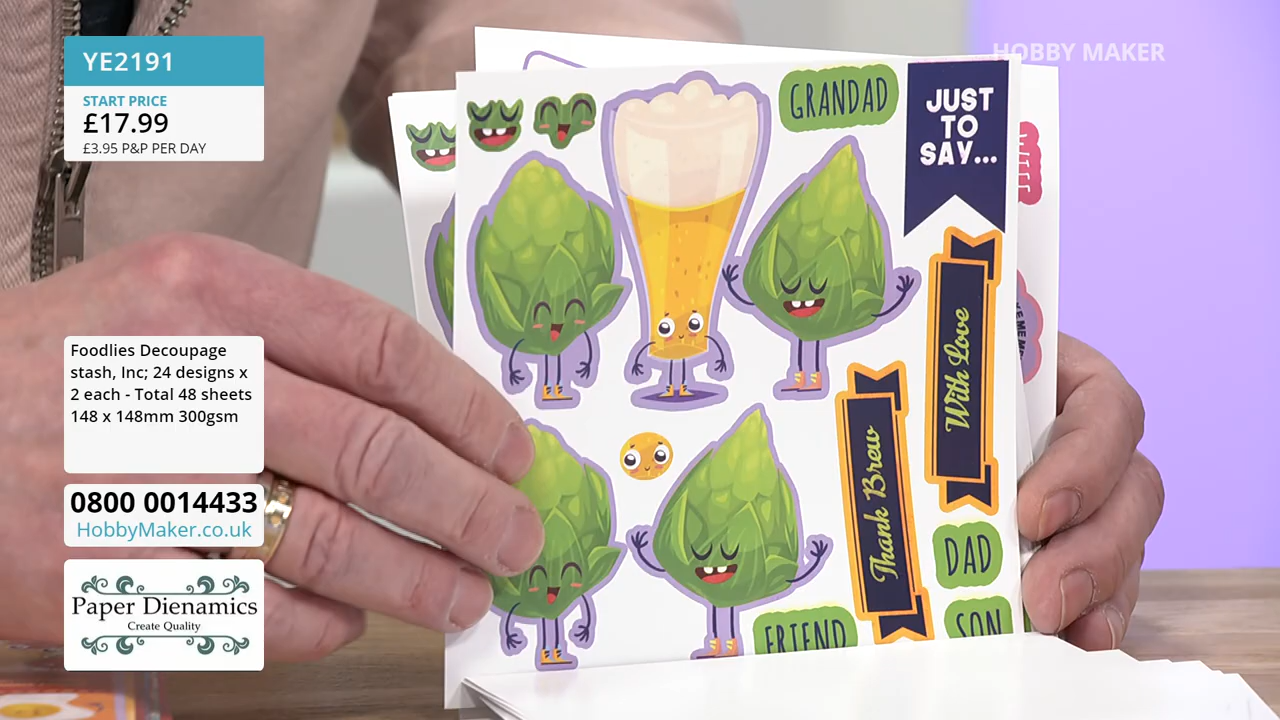 YE2191
START PRICE
£17.99
£3.95 P&P PER DAY
HOBBY MAKER
GRANDAD
JUST
TO
SAY...
With Love
Thank Brew
DAD
FRIEND
SON
Foodlies Decoupage
stash, Inc; 24 designs x
2 each - Total 48 sheets
148 x 148mm 300gsm
0800 0014433
HobbyMaker.co.uk
Paper Dienamics
Create Quality